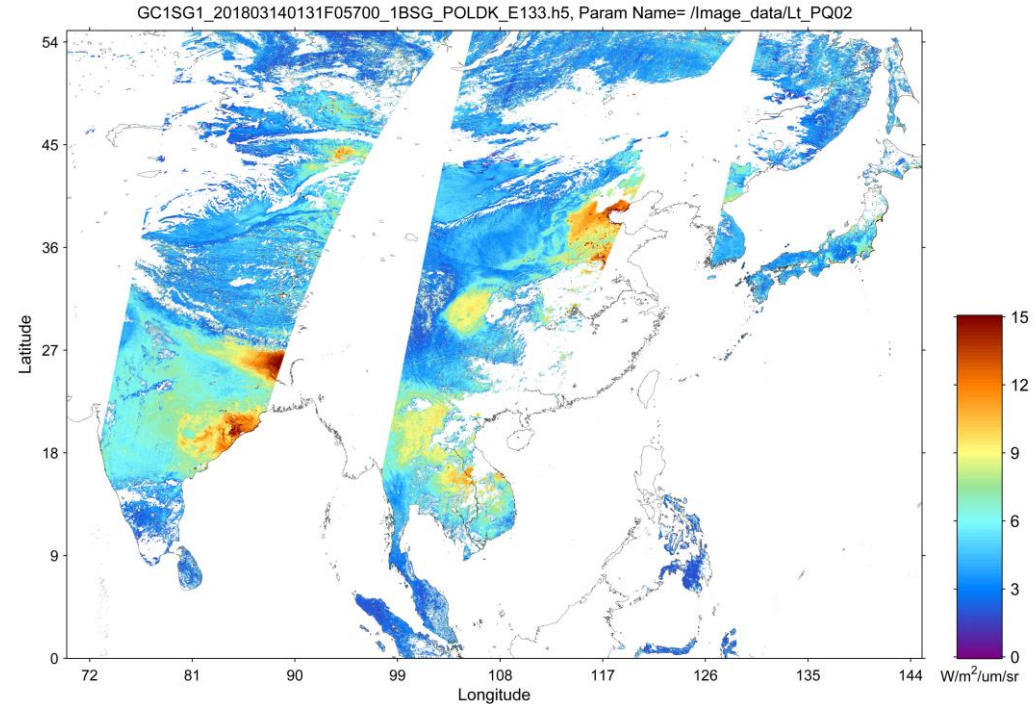 GC1SG1_201803140131F05700_1BSG_POLDK_E133.h5, Param Name= /Image_data/Lt_PQ02
54
45
36
27
18
9
0
Latitude
72 81 90 99 108 117 126 135 144
Longitude
15
12
9
6
3
0
W/m²/um/sr